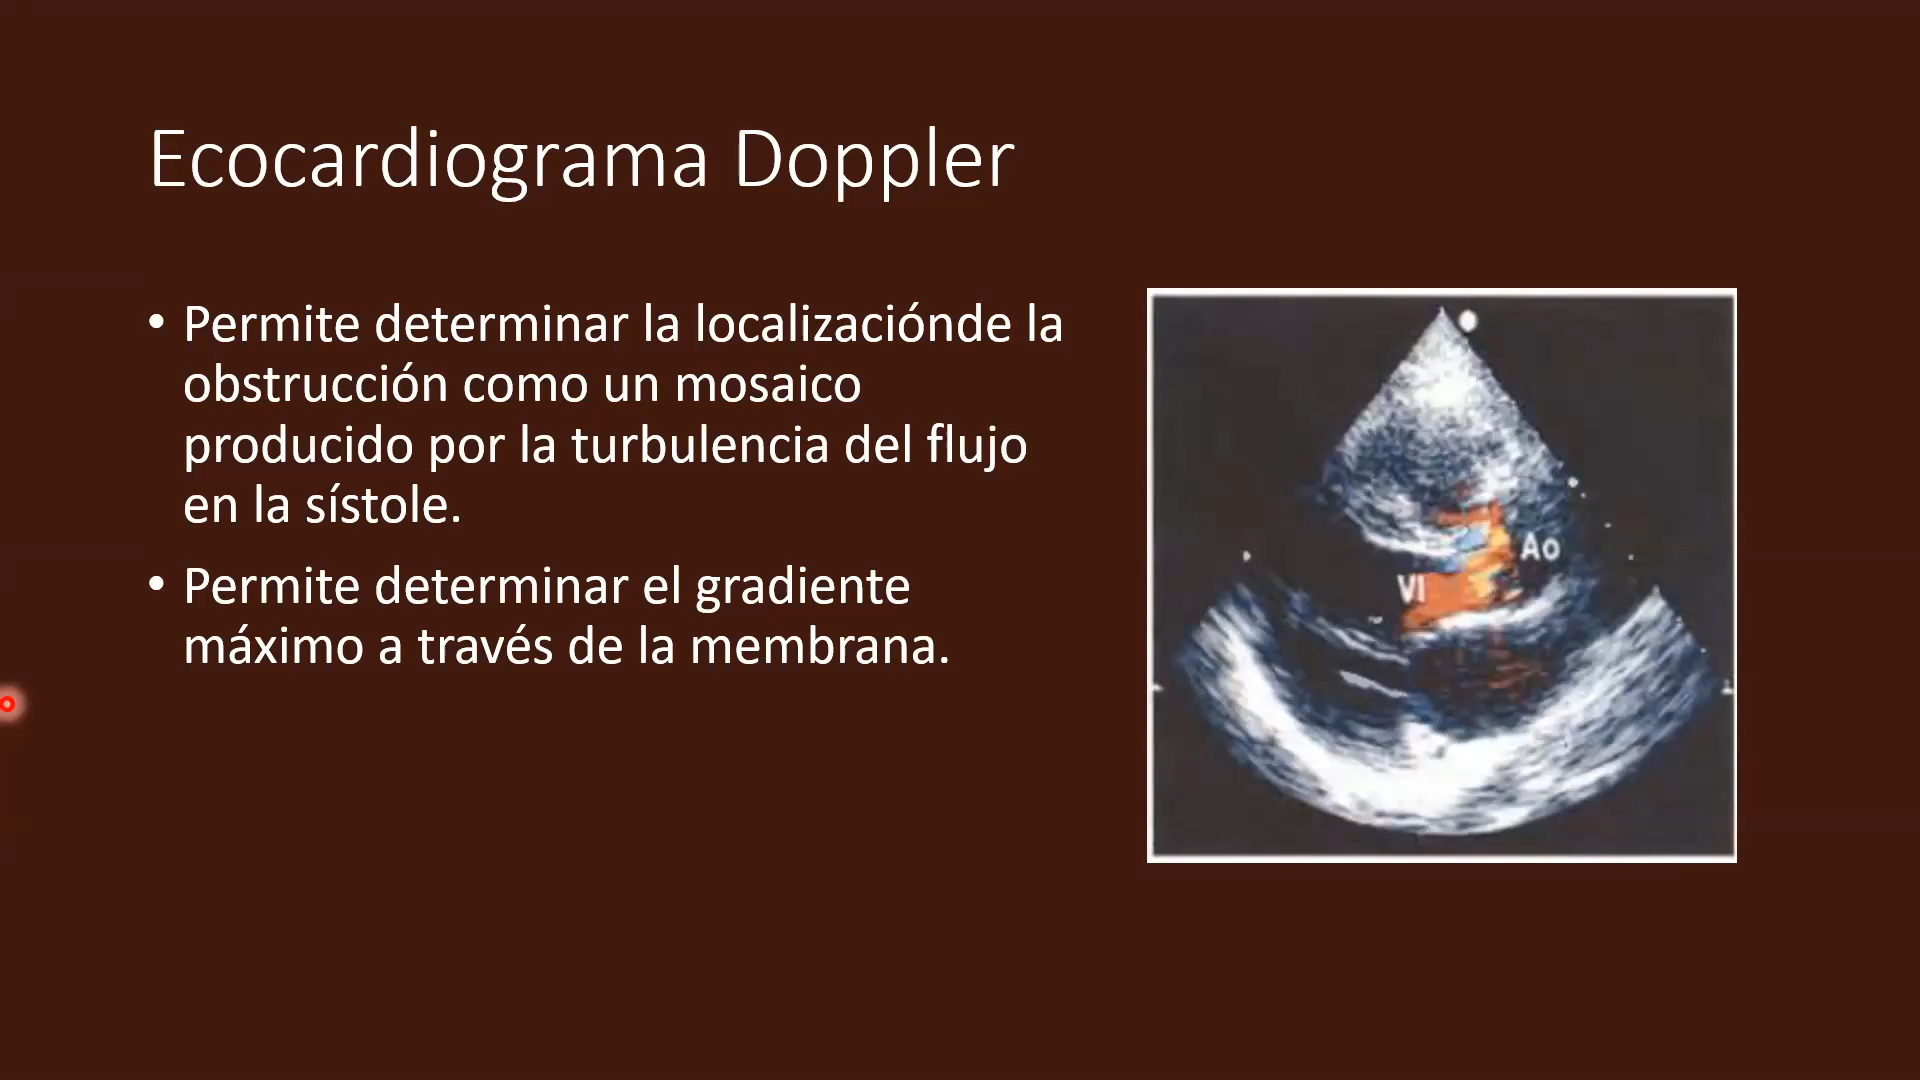 Ecocardiograma Doppler
• Permite determinar la localizaciónde la
obstrucción como un mosaico
producido por la turbulencia del flujo
en la sístole.
• Permite determinar el gradiente
máximo a través de la membrana.
Ao
VI